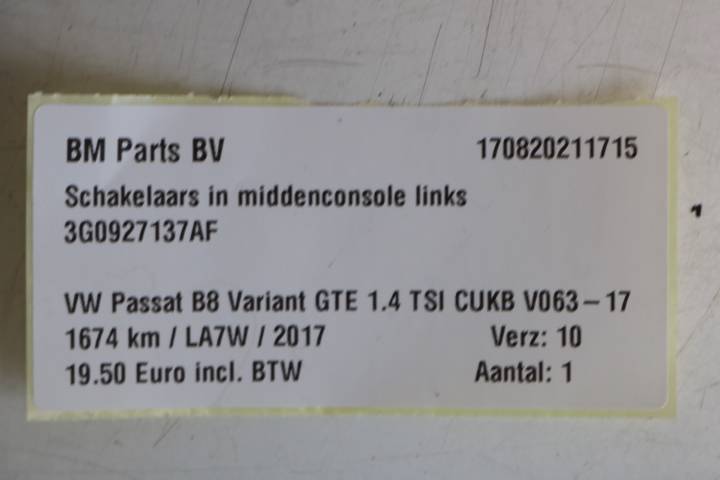 BM Parts BV 170820211715
Schakelaars in middenconsole links
3G0927137AF
VW Passat B8 Variant GTE 1.4 TSI CUKB V063-17
1674 km / LA7W / 2017 Verz: 10
19.50 Euro incl. BTW Aantal: 1